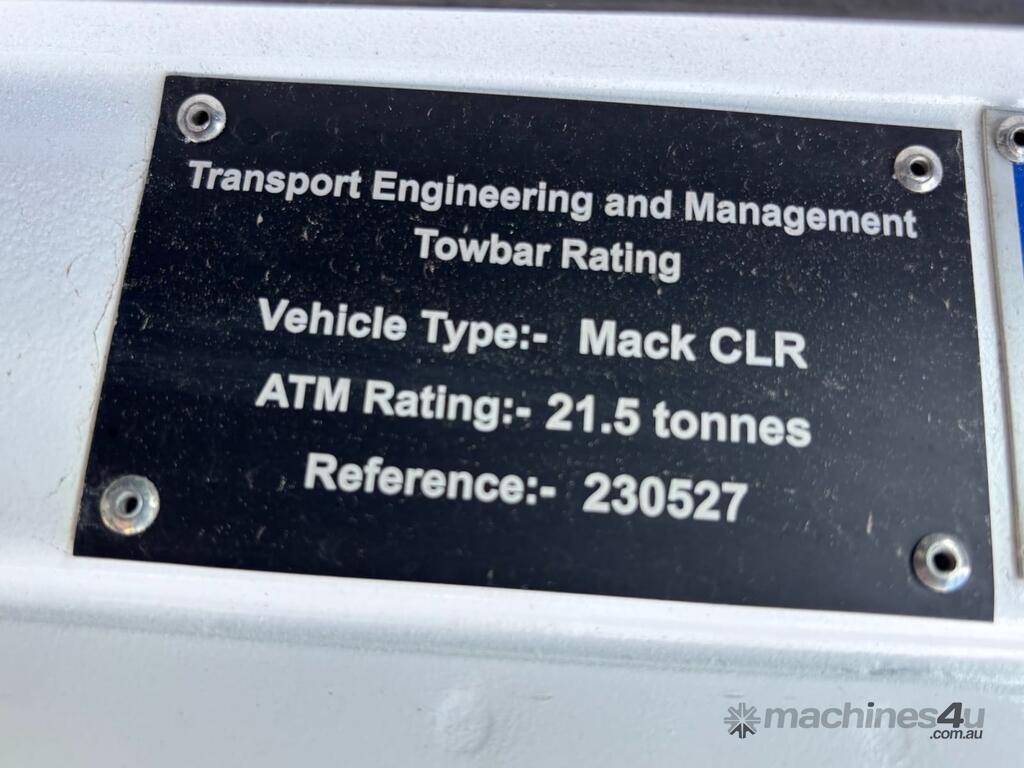 Transport Engineering and Management
Towbar Rating
Vehicle Type:- Mack CLR
ATM Rating:- 21.5 tonnes
Reference:- 230527
machines4u
.com.au